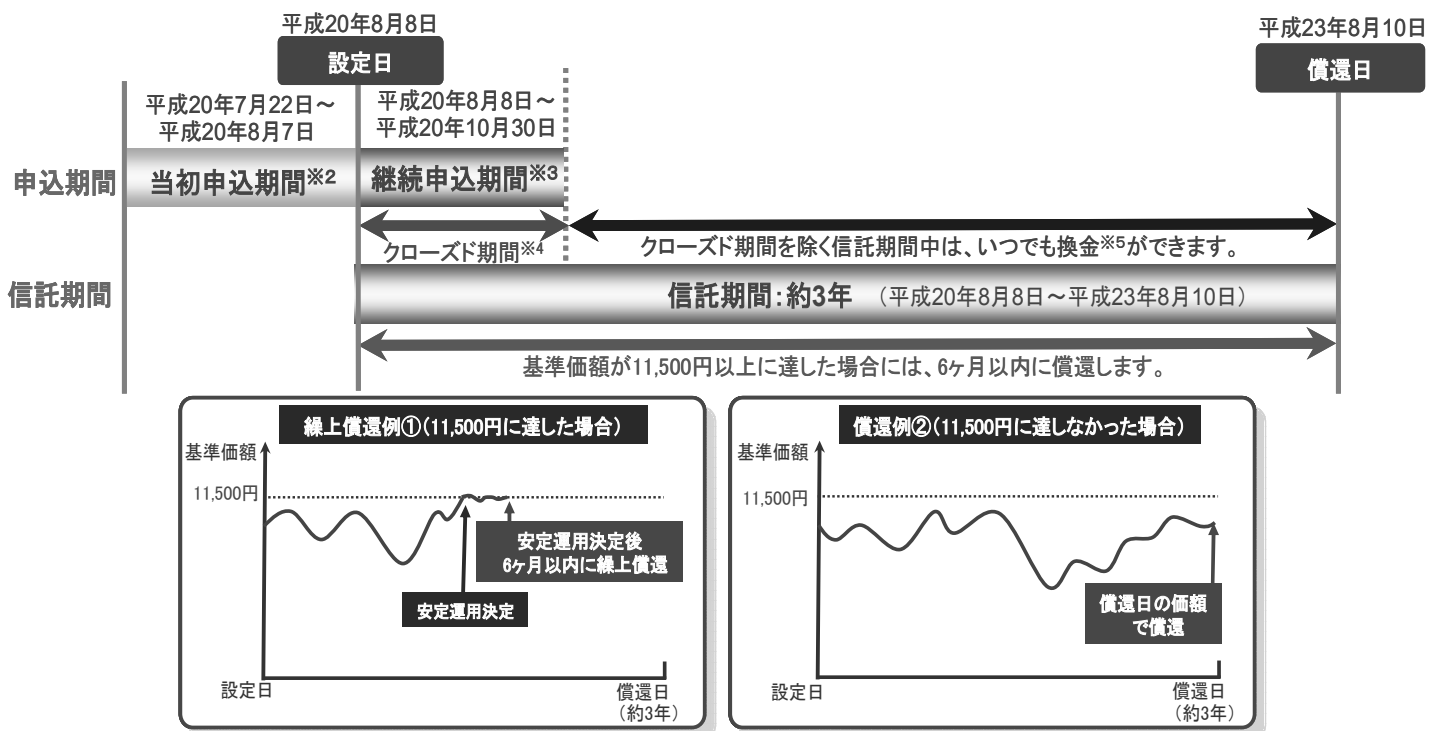 平成20年8月8日
設定日
平成23年8月10日
償還日
平成20年7月22日～
平成20年8月7日
平成20年8月8日～
平成20年10月30日
申込期間
当初申込期間※2
継続申込期間※3
クローズド期間※4
クローズド期間を除く信託期間中は、いつでも換金※5ができます。
信託期間
信託期間：約3年 （平成20年8月8日～平成23年8月10日）
基準価額が11,500円以上に達した場合には、6ヶ月以内に償還します。
繰上償還例①（11,500円に達した場合）
基準価額
11,500円
安定運用決定後
6ヶ月以内に繰上償還
安定運用決定
設定日
償還日
（約3年）
償還例②（11,500円に達しなかった場合）
基準価額
11,500円
償還日の価額
で償還
設定日
償還日
（約3年）